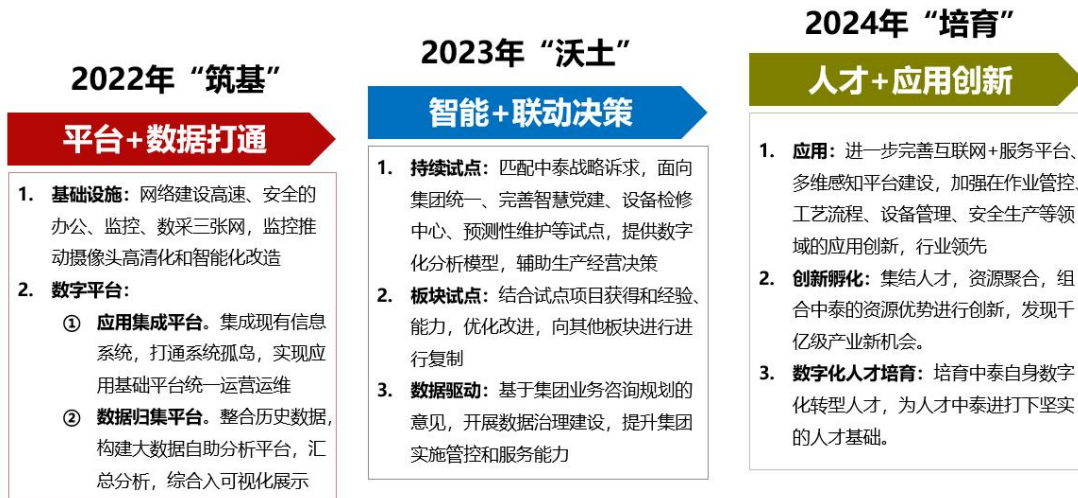 2022年“筑基”
平台+数据打通
1. 基础设施：网络建设高速、安全的
办公、监控、数采三张网，监控推
动摄像头高清化和智能化改造
2. 数字平台：
① 应用集成平台。集成现有信息
系统，打通系统孤岛，实现应
用基础平台统一运营运维
② 数据归集平台。整合历史数据，
构建大数据自助分析平台，汇
总分析，综合入可视化展示
2023年“沃土”
智能+联动决策
1. 持续试点：匹配中泰战略诉求，面向
集团统一、完善智慧党建、设备检修
中心、预测性维护等试点，提供数字
化分析模型，辅助生产经营决策
2. 板块试点：结合试点项目获得和经验、
能力，优化改进，向其他板块进行进
行复制
3. 数据驱动：基于集团业务咨询规划的
意见，开展数据治理建设，提升集团
实施管控和服务能力
2024年“培育”
人才+应用创新
1. 应用：进一步完善互联网+服务平台、
多维感知平台建设，加强在作业管控、
工艺流程、设备管理、安全生产等领
域的应用创新，行业领先
2. 创新孵化：集结人才，资源聚合，组
合中泰的资源优势进行创新，发现千
亿级产业新机会。
3. 数字化人才培育：培育中泰自身数字
化转型人才，为人才中泰进打下坚实
的人才基础。